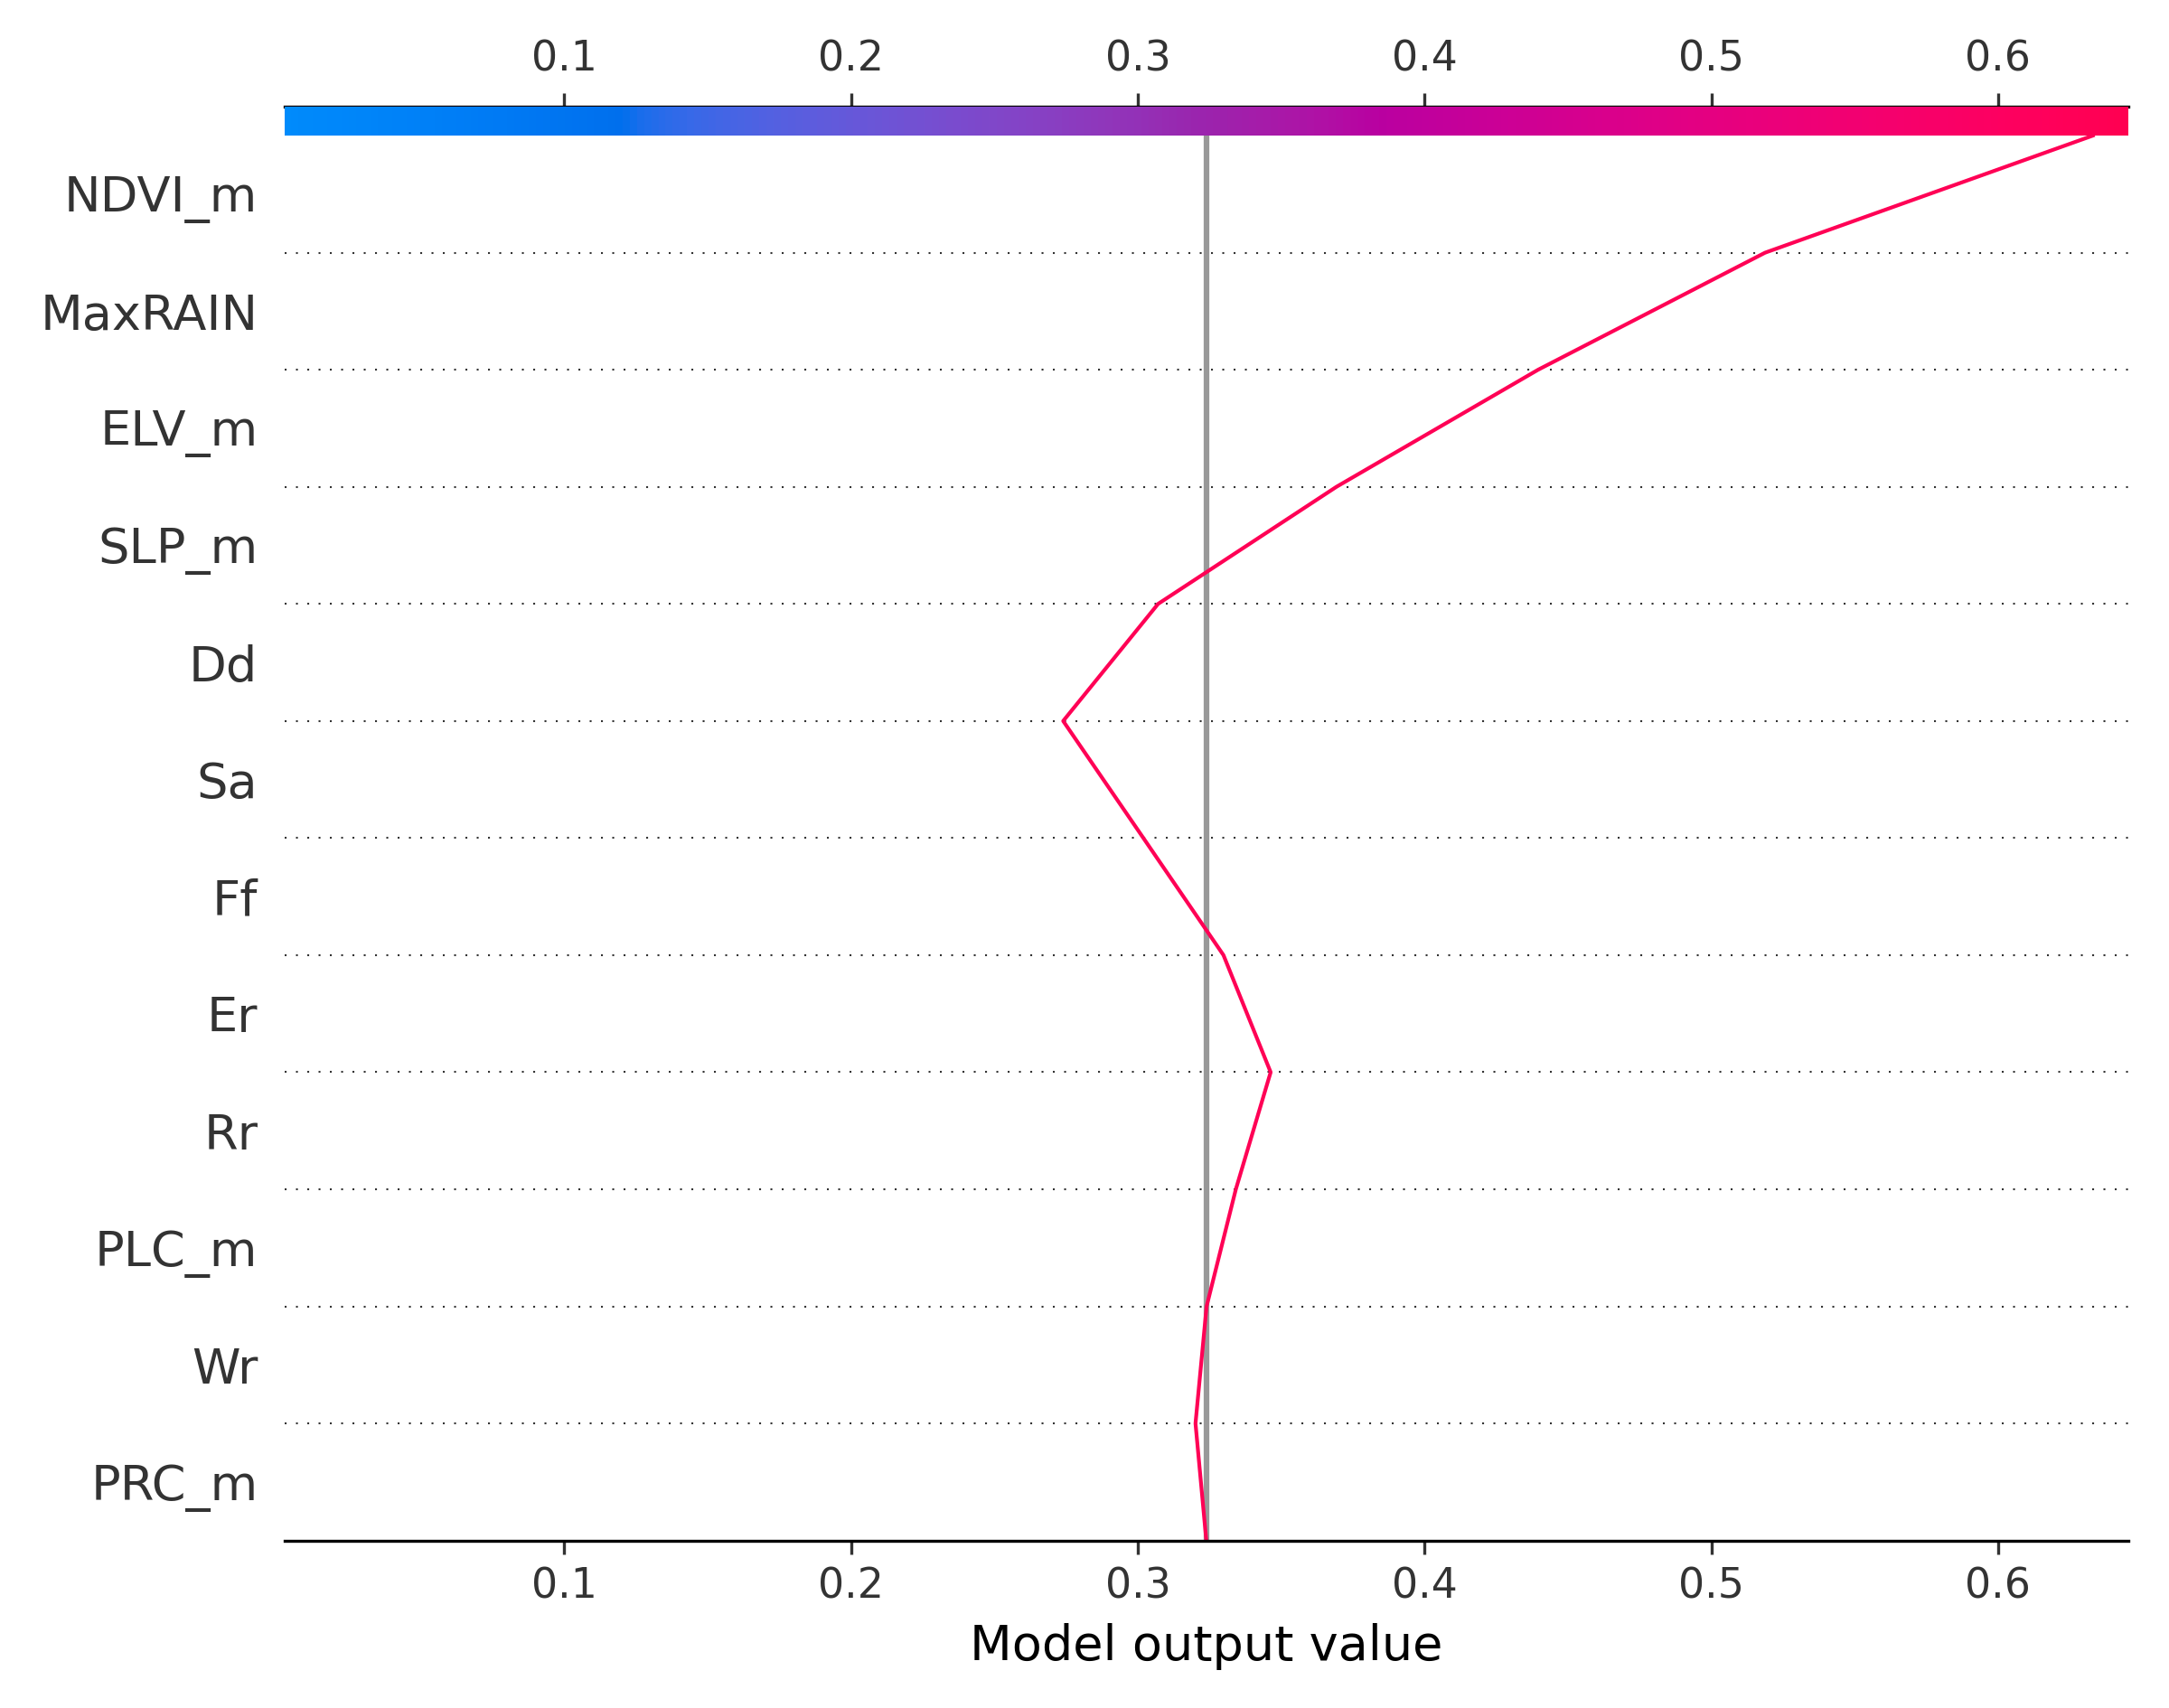 0.1 0.2 0.3 0.4 0.5 0.6
NDVI_m
MaxRAIN
ELV_m
SLP_m
Dd
Sa
Ff
Er
Rr
PLC_m
Wr
PRC_m
0.1 0.2 0.3 0.4 0.5 0.6
Model output value